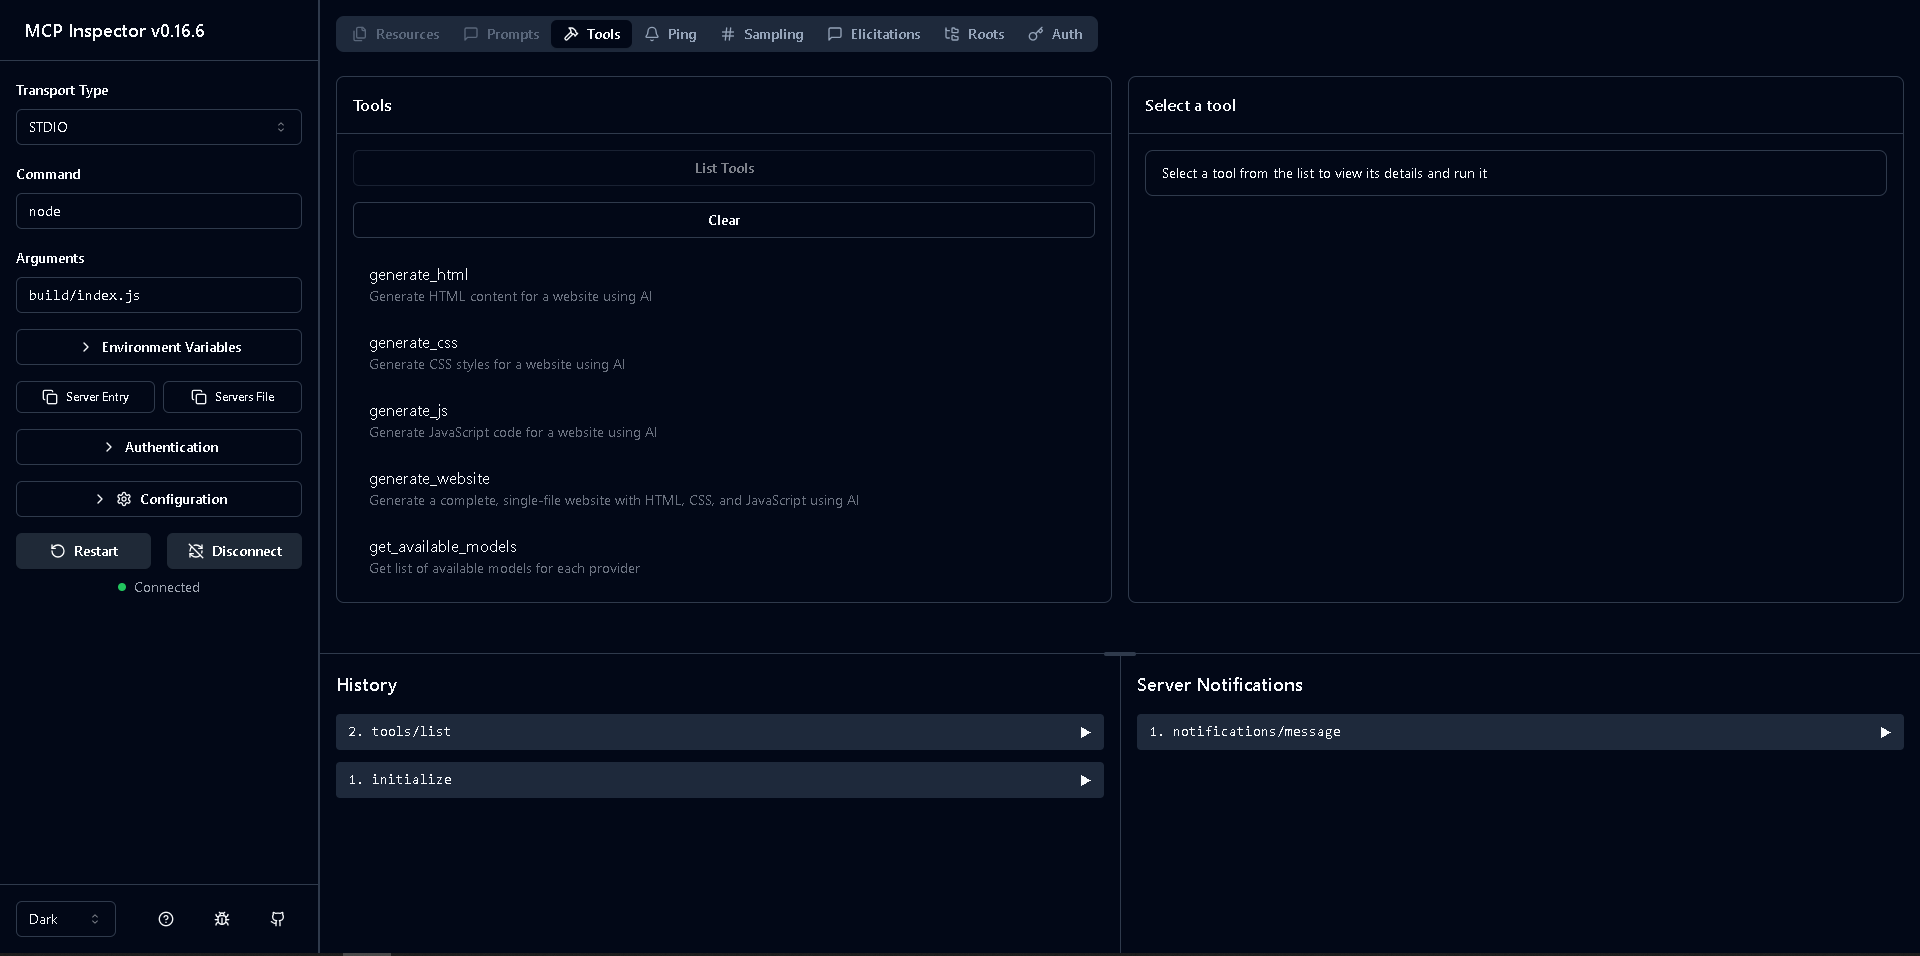 MCP Inspector v0.16.6
Transport Type
STDIO
Command
node
Arguments
build/index.js
Environment Variables
Server Entry
Servers File
Authentication
Configuration
Restart
Disconnect
Connected
Dark
Resources
Prompts
Tools
Ping
Sampling
Elicitations
Roots
Auth
Tools
List Tools
Clear
generate_html
Generate HTML content for a website using AI
generate_css
Generate CSS styles for a website using AI
generate_js
Generate JavaScript code for a website using AI
generate_website
Generate a complete, single-file website with HTML, CSS, and JavaScript using AI
get_available_models
Get list of available models for each provider
Select a tool
Select a tool from the list to view its details and run it
History
2. tools/list
1. initialize
Server Notifications
1. notifications/message